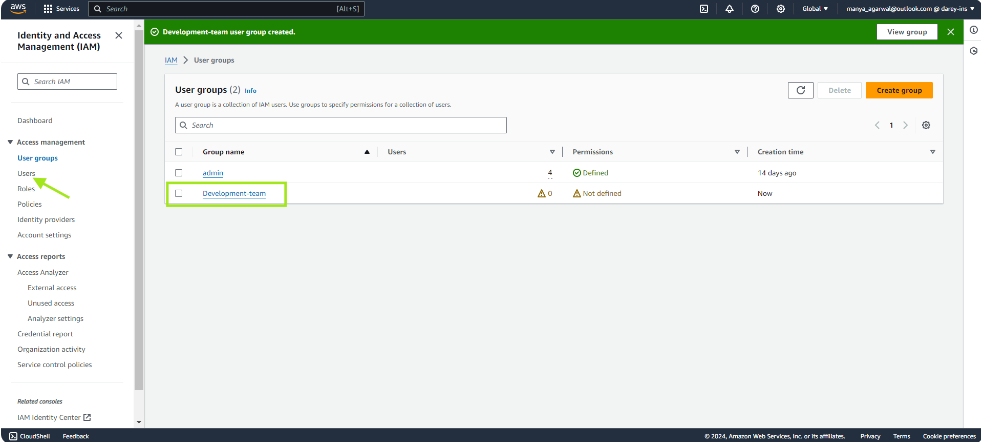 aws
Services
Search
[Alt+S]
Global
manya_agarwal@outlook.com @ darey-ins
Identity and Access
Management (IAM)
Search IAM
Dashboard
Access management
User groups
Users
Roles
Policies
Identity providers
Account settings
Access reports
Access Analyzer
External access
Unused access
Analyzer settings
Credential report
Organization activity
Service control policies
Related consoles
IAM Identity Center
Development-team user group created.
View group
IAM > User groups
User groups (2) Info
A user group is a collection of IAM users. Use groups to specify permissions for a collection of users.
Delete
Create group
Search
1
Group name Users Permissions Creation time
admin 4 Defined 14 days ago
Development-team 0 Not defined Now
CloudShell Feedback
© 2024, Amazon Web Services, Inc. or its affiliates. Privacy Terms Cookie preferences